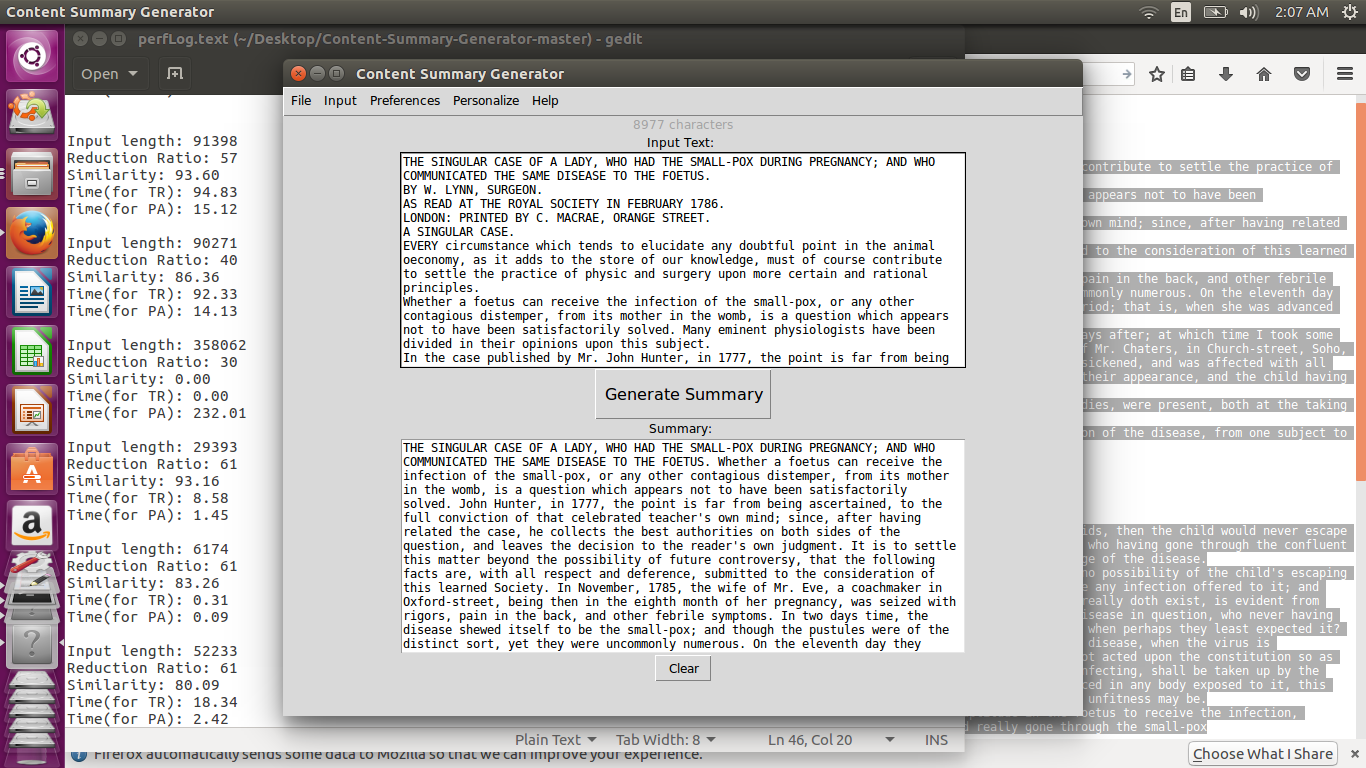 Content Summary Generator
En
2:07 AM
perfLog.text (~/Desktop/Content-Summary-Generator-master) - gedit
Open
Input length: 91398
Reduction Ratio: 57
Similarity: 93.60
Time(for TR): 94.83
Time(for PA): 15.12
Input length: 90271
Reduction Ratio: 40
Similarity: 86.36
Time(for TR): 92.33
Time(for PA): 14.13
Input length: 358062
Reduction Ratio: 30
Similarity: 0.00
Time(for TR): 0.00
Time(for PA): 232.01
Input length: 29393
Reduction Ratio: 61
Similarity: 93.16
Time(for TR): 8.58
Time(for PA): 1.45
Input length: 6174
Reduction Ratio: 61
Similarity: 83.26
Time(for TR): 0.31
Time(for PA): 0.09
Input length: 52233
Reduction Ratio: 61
Similarity: 80.09
Time(for TR): 18.34
Time(for PA): 2.42
Plain Text
Tab Width: 8
Ln 46, Col 20
INS
Content Summary Generator
File Input Preferences Personalize Help
8977 characters
Input Text:
THE SINGULAR CASE OF A LADY, WHO HAD THE SMALL-POX DURING PREGNANCY; AND WHO
COMMUNICATED THE SAME DISEASE TO THE FOETUS.
BY W. LYNN, SURGEON.
AS READ AT THE ROYAL SOCIETY IN FEBRUARY 1786.
LONDON: PRINTED BY C. MACRAE, ORANGE STREET.
A SINGULAR CASE.
EVERY circumstance which tends to elucidate any doubtful point in the animal
oeconomy, as it adds to the store of our knowledge, must of course contribute
to settle the practice of physic and surgery upon more certain and rational
principles.
Whether a foetus can receive the infection of the small-pox, or any other
contagious distemper, from its mother in the womb, is a question which appears
not to have been satisfactorily solved. Many eminent physiologists have been
divided in their opinions upon this subject.
In the case published by Mr. John Hunter, in 1777, the point is far from being
Generate Summary
Summary:
THE SINGULAR CASE OF A LADY, WHO HAD THE SMALL-POX DURING PREGNANCY; AND WHO
COMMUNICATED THE SAME DISEASE TO THE FOETUS. Whether a foetus can receive the
infection of the small-pox, or any other contagious distemper, from its mother
in the womb, is a question which appears not to have been satisfactorily
solved. John Hunter, in 1777, the point is far from being ascertained, to the
full conviction of that celebrated teacher's own mind; since, after having
related the case, he collects the best authorities on both sides of the
question, and leaves the decision to the reader's own judgment. It is to settle
this matter beyond the possibility of future controversy, that the following
facts are, with all respect and deference, submitted to the consideration of
this learned Society. In November, 1785, the wife of Mr. Eve, a coachmaker in
Oxford-street, being then in the eighth month of her pregnancy, was seized with
rigors, pain in the back, and other febrile symptoms. In two days time, the
disease shewed itself to be the small-pox; and though the pustules were of the
distinct sort, yet they were uncommonly numerous. On the eleventh day they
Clear
contribute to settle the practice of
appears not to have been
own mind; since, after having related
d to the consideration of this learned
pain in the back, and other febrile
mmonly numerous. On the eleventh day
riod; that is, when she was advanced
ays after; at which time I took some
f Mr. Chaters, in Church-street, Soho,
sickened, and was affected with all
their appearance, and the child having
dies, were present, both at the taking
on of the disease, from one subject to
ids, then the child would never escape
who having gone through the confluent
ge of the disease.
no possibility of the child's escaping
e any infection offered to it; and
really doth exist, is evident from
sease in question, who never having
when perhaps they least expected it?
disease, when the virus is
ot acted upon the constitution so as
nfecting, shall be taken up by the
ced in any body exposed to it, this
unfitness may be.
oetus to receive the infection,
d really gone through the small-pox
Firefox automatically sends some data to Mozilla so that we can improve your experience.
Choose What I Share